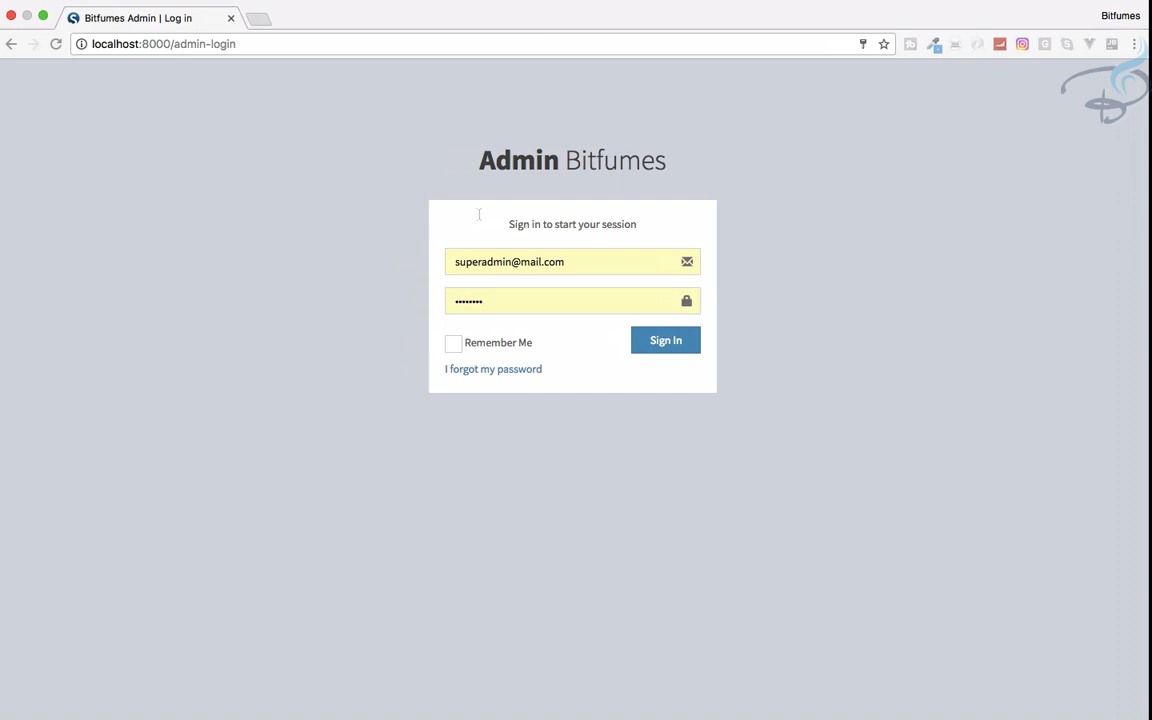 Bitfumes Admin | Log in
Bitfumes
localhost:8000/admin-login
Admin Bitfumes
Sign in to start your session
superadmin@mail.com
••••••••
Remember Me
Sign In
I forgot my password